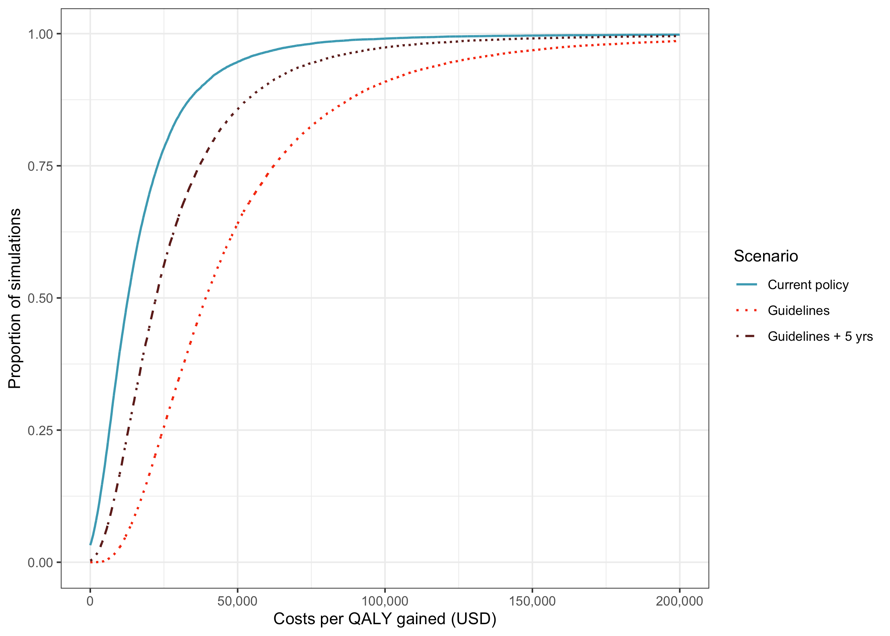 1.00
0.75
0.50
0.25
0.00
Proportion of simulations
0
50,000
100,000
150,000
200,000
Costs per QALY gained (USD)
Scenario
Current policy
Guidelines
Guidelines + 5 yrs